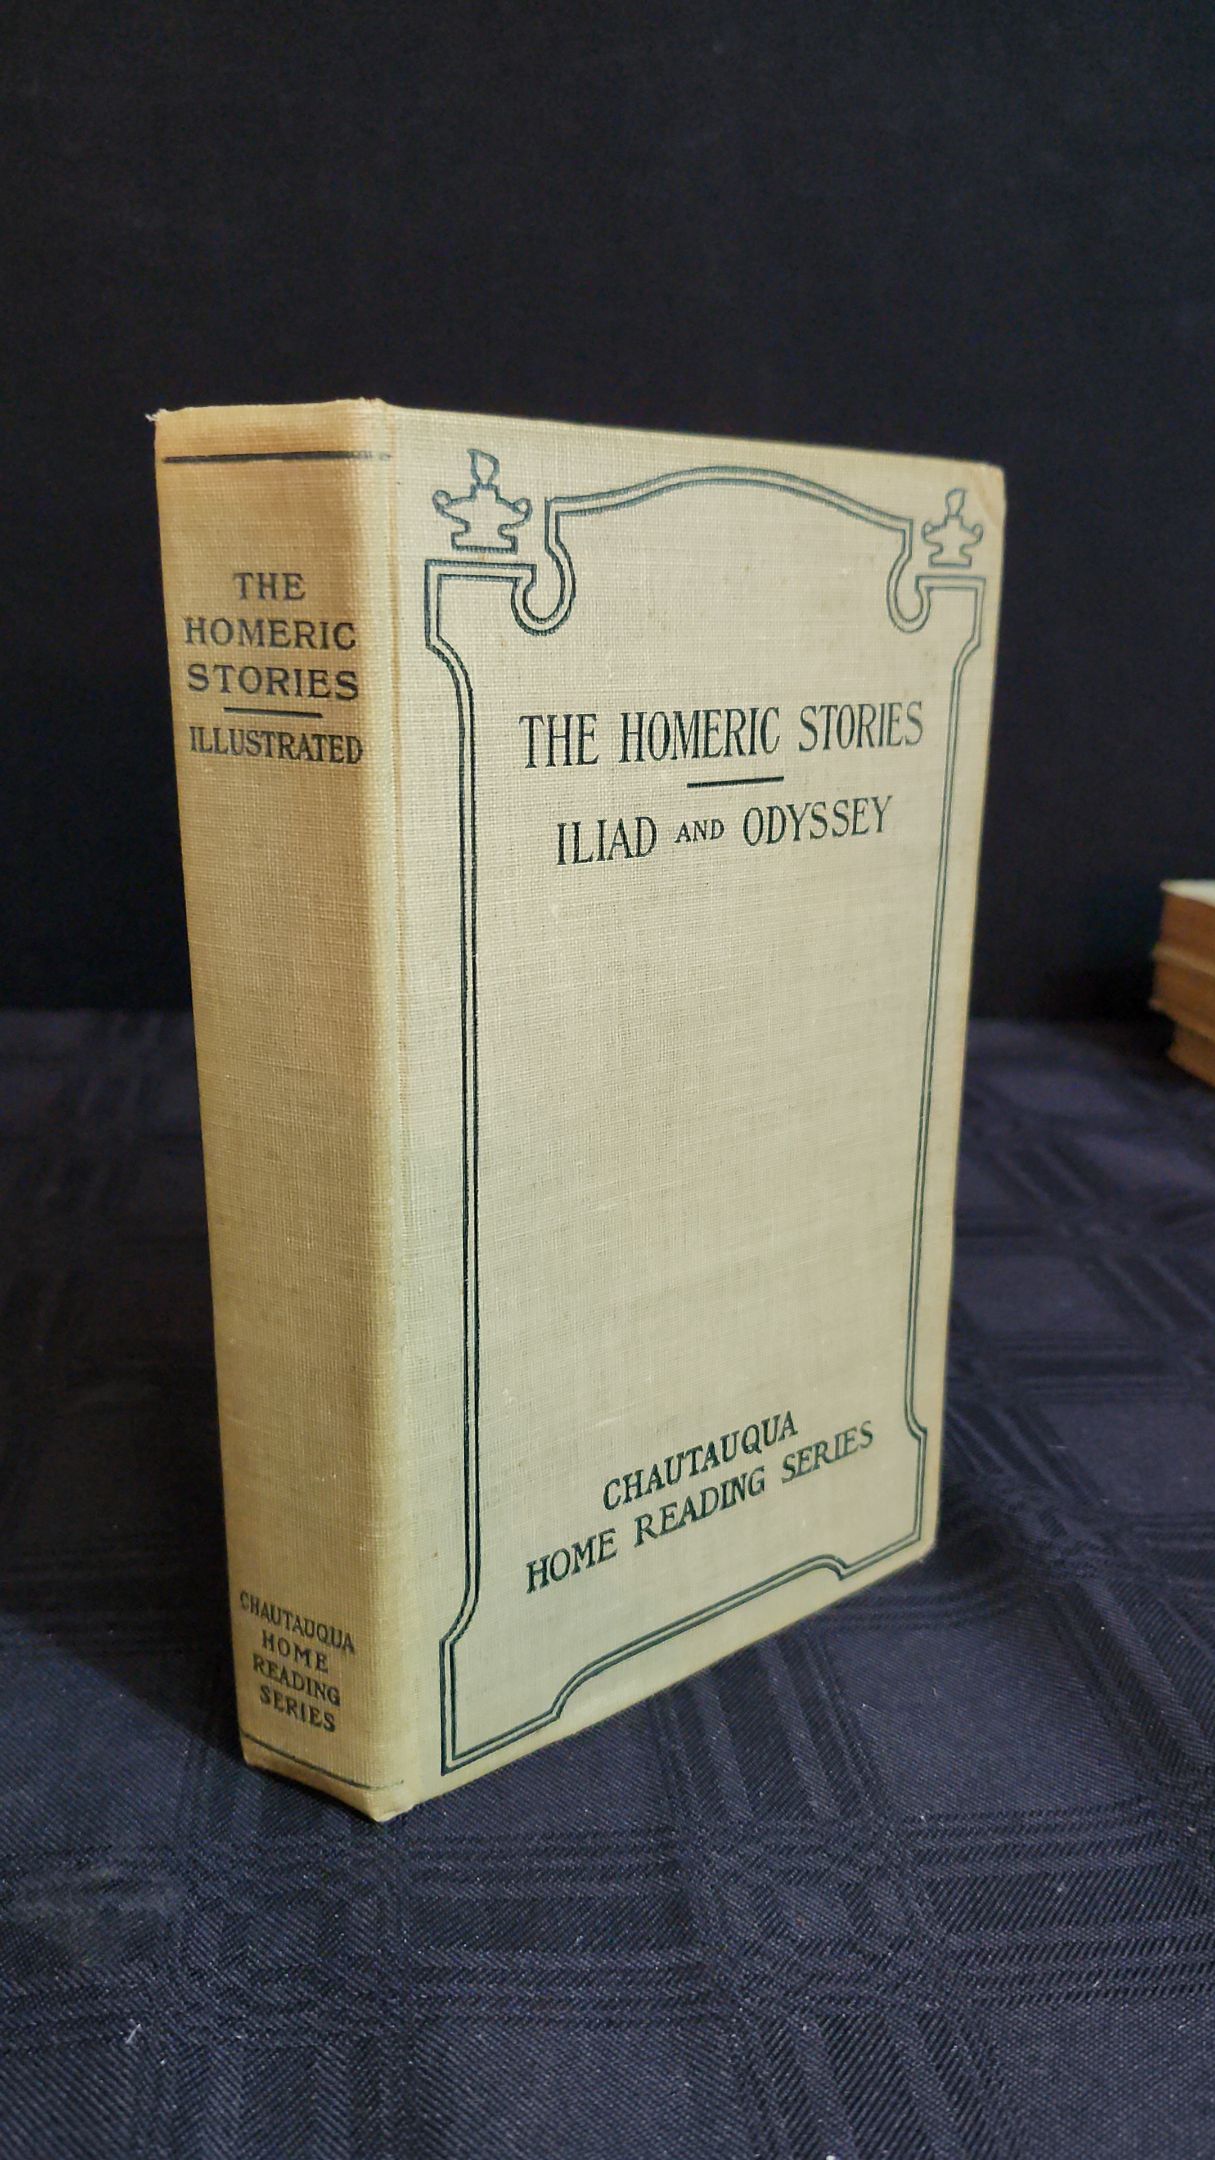 THE
HOMERIC
STORIES
ILLUSTRATED
CHAUTAUQUA
HOME
READING
SERIES
THE HOMERIC STORIES
ILIAD AND ODYSSEY
CHAUTAUQUA
HOME READING SERIES